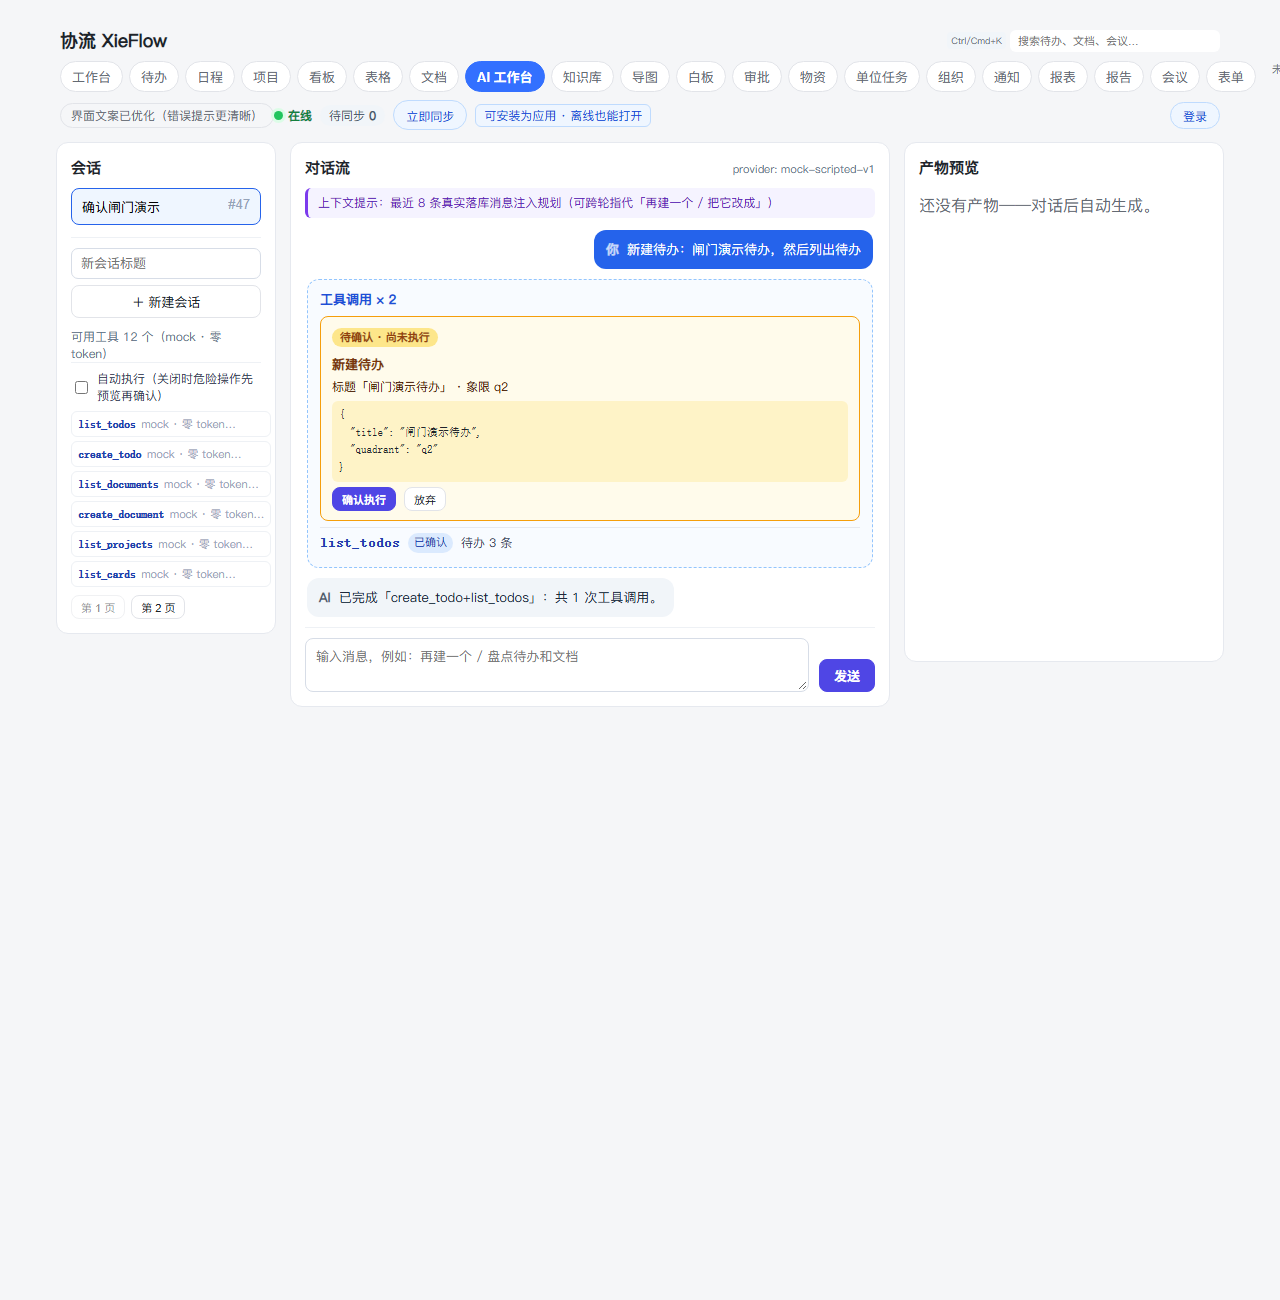 协流 XieFlow
Ctrl/Cmd+K
搜索待办、文档、会议...
工作台 待办 日程 项目 看板 表格 文档 AI 工作台 知识库 导图 白板 审批 物资 单位任务 组织 通知 报表 报告 会议 表单
界面文案已优化（错误提示更清晰） 在线 待同步 0 立即同步 可安装为应用 · 离线也能打开 登录
会话
确认闸门演示 #47
新会话标题
＋ 新建会话
可用工具 12 个（mock · 零
token）
自动执行（关闭时危险操作先
预览再确认）
list_todos mock · 零 token...
create_todo mock · 零 token...
list_documents mock · 零 token...
create_document mock · 零 token...
list_projects mock · 零 token...
list_cards mock · 零 token...
第 1 页 第 2 页
对话流 provider: mock-scripted-v1
上下文提示：最近 8 条真实落库消息注入规划（可跨轮指代「再建一个 / 把它改成」）
你 新建待办：闸门演示待办，然后列出待办
工具调用 × 2
待确认 · 尚未执行
新建待办
标题「闸门演示待办」 · 象限 q2
{
"title": "闸门演示待办",
"quadrant": "q2"
}
确认执行 放弃
list_todos 已确认 待办 3 条
AI 已完成「create_todo+list_todos」：共 1 次工具调用。
输入消息，例如：再建一个 / 盘点待办和文档
发送
产物预览
还没有产物——对话后自动生成。